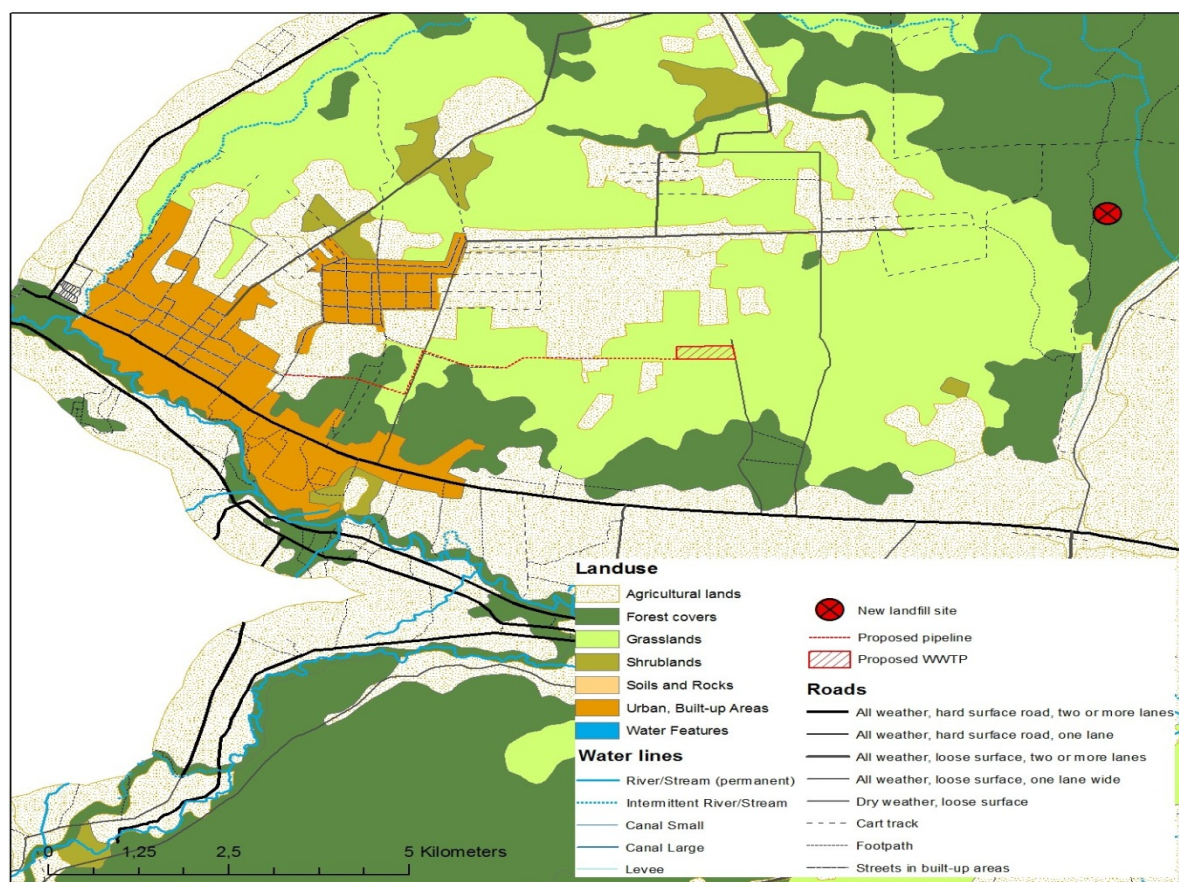 Landuse
Agricultural lands
Forest covers
Grasslands
Shrublands
Soils and Rocks
Urban, Built-up Areas
Water Features
Water lines
River/Stream (permanent)
Intermittent River/Stream
Canal Small
Canal Large
Levee
New landfill site
Proposed pipeline
Proposed WWTP
Roads
All weather, hard surface road, two or more lanes
All weather, hard surface road, one lane
All weather, loose surface, two or more lanes
All weather, loose surface, one lane wide
Dry weather, loose surface
Cart track
Footpath
Streets in built-up areas
0 1,25 2,5 5 Kilometers